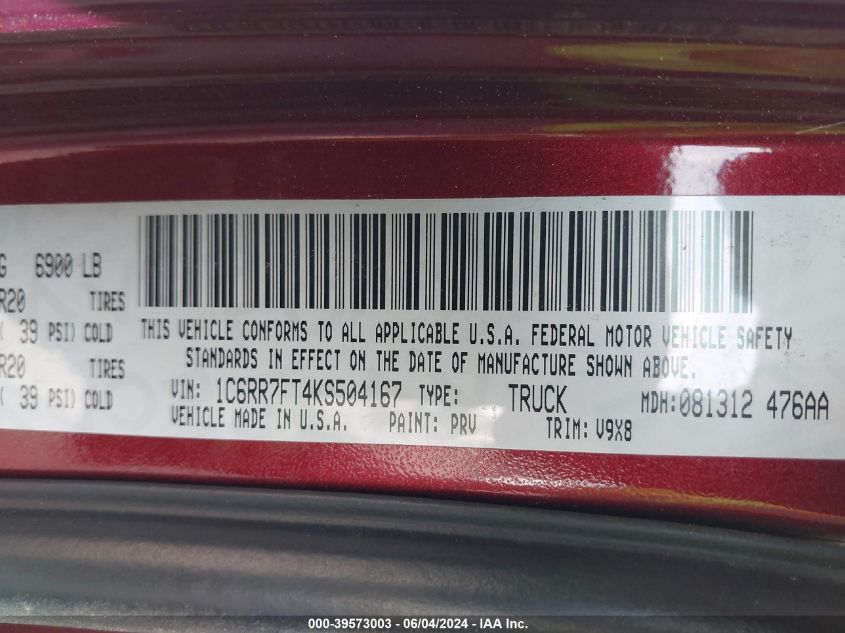 G 6900 LB
R20 TIRES
( 39 PSI) COLD
R20 TIRES
( 39 PSI) COLD
THIS VEHICLE CONFORMS TO ALL APPLICABLE U.S.A. FEDERAL MOTOR VEHICLE SAFETY
STANDARDS IN EFFECT ON THE DATE OF MANUFACTURE SHOWN ABOVE.
VIN: 1C6RR7FT4KS504167 TYPE: TRUCK MDH:081312 476AA
VEHICLE MADE IN U.S.A. PAINT: PRV TRIM: V9X8
000-39573003 - 06/04/2024 - IAA Inc.